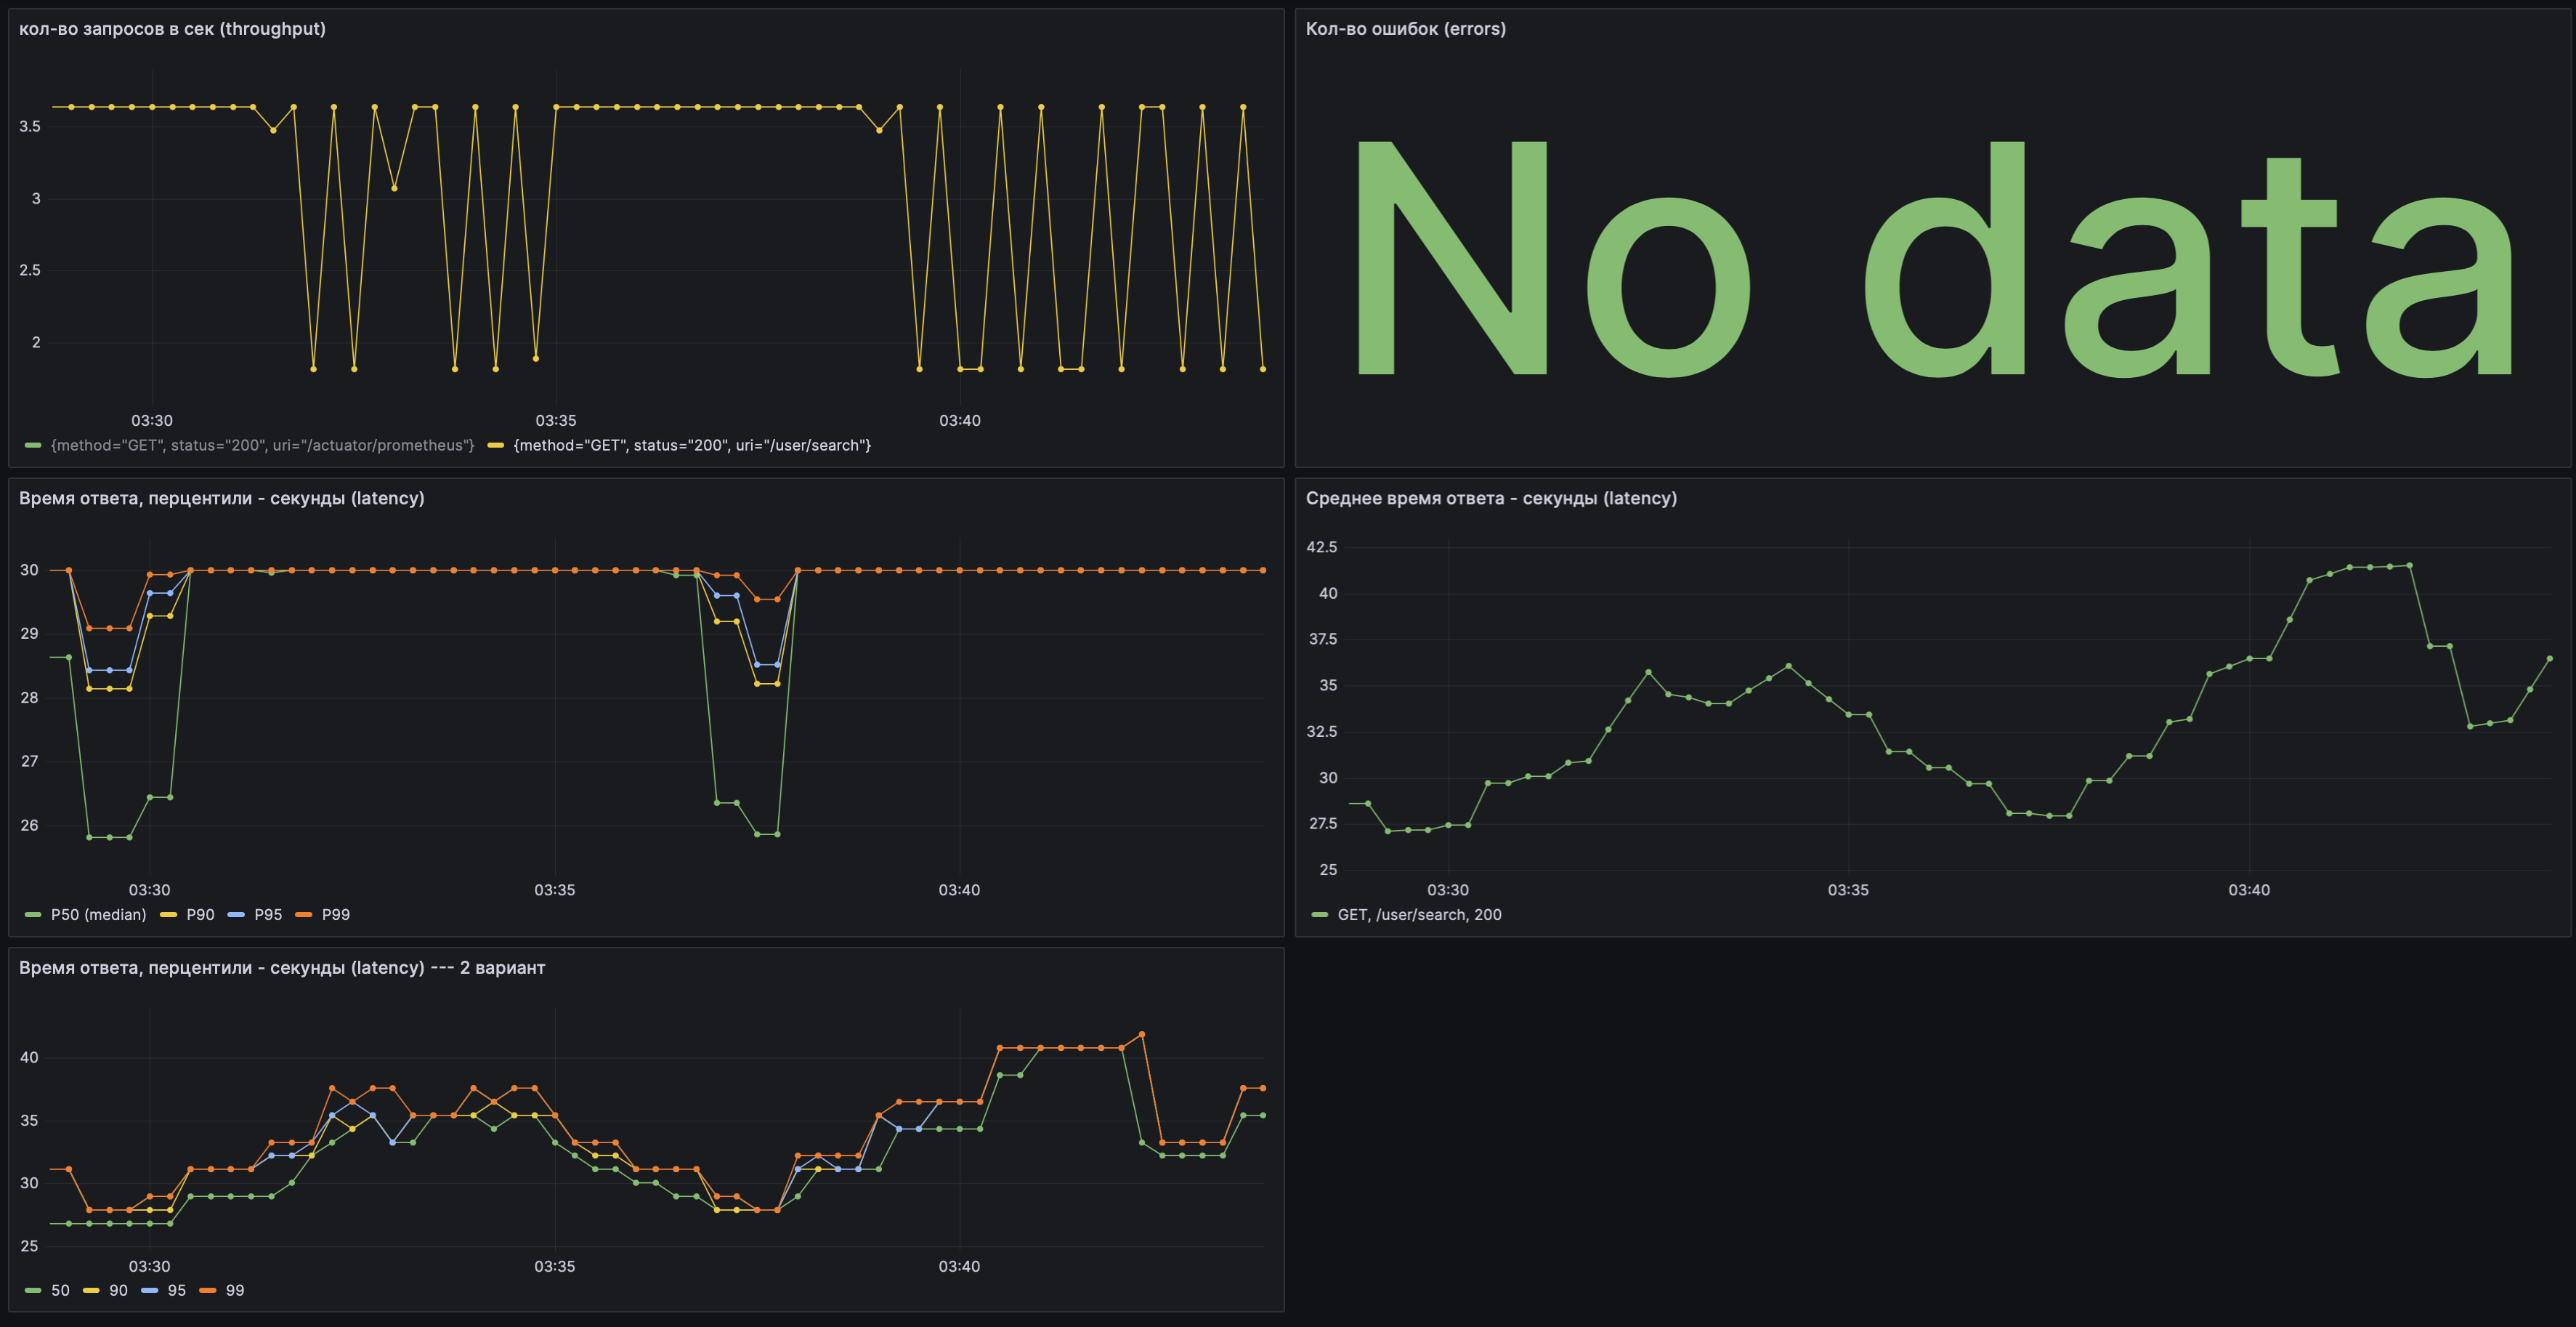 кол-во запросов в сек (throughput)
3.5
3
2.5
2
03:30 03:35 03:40
{method="GET", status="200", uri="/actuator/prometheus"} {method="GET", status="200", uri="/user/search"}
Кол-во ошибок (errors)
No data
Время ответа, перцентили - секунды (latency)
30
29
28
27
26
03:30 03:35 03:40
P50 (median) P90 P95 P99
Среднее время ответа - секунды (latency)
42.5
40
37.5
35
32.5
30
27.5
25
03:30 03:35 03:40
GET, /user/search, 200
Время ответа, перцентили - секунды (latency) --- 2 вариант
40
35
30
25
03:30 03:35 03:40
50 90 95 99